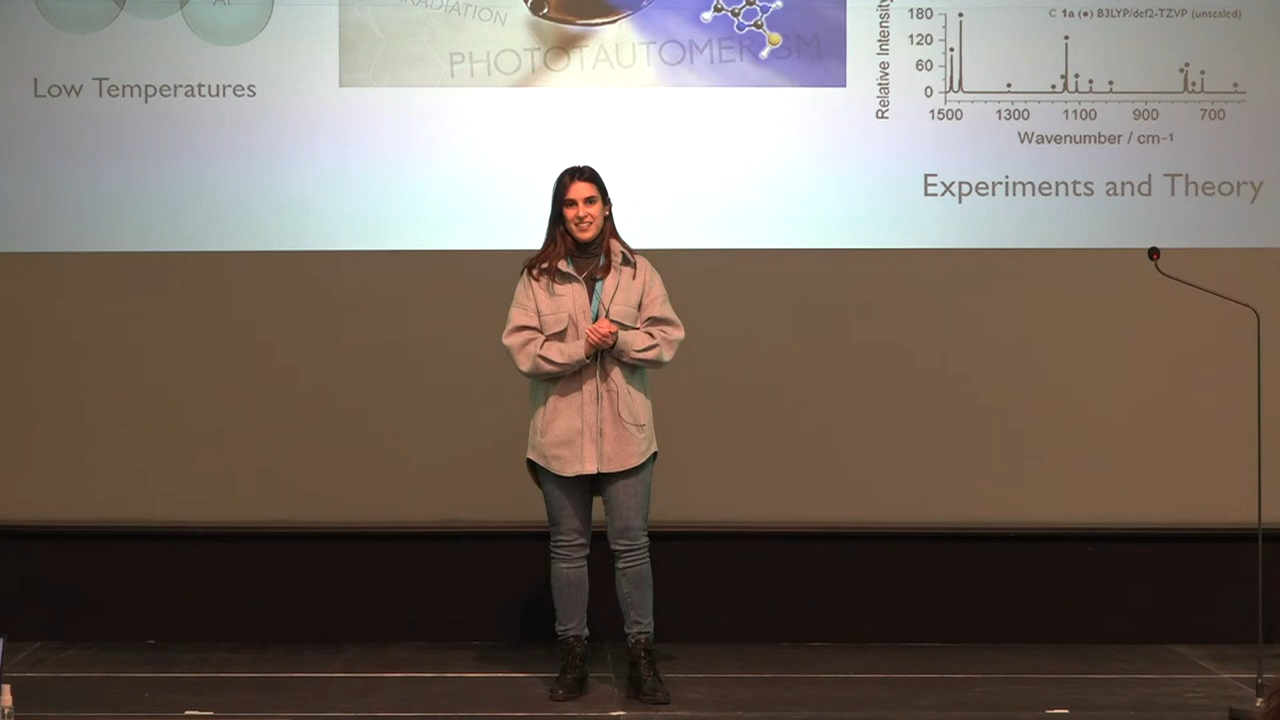 Ar
Low Temperatures
RADIATION
PHOTOTAUTOMERISM
C 1a (●) B3LYP/def2-TZVP (unscaled)
Relative Intensity
180
120
60
0
1500 1300 1100 900 700
Wavenumber / cm⁻¹
Experiments and Theory